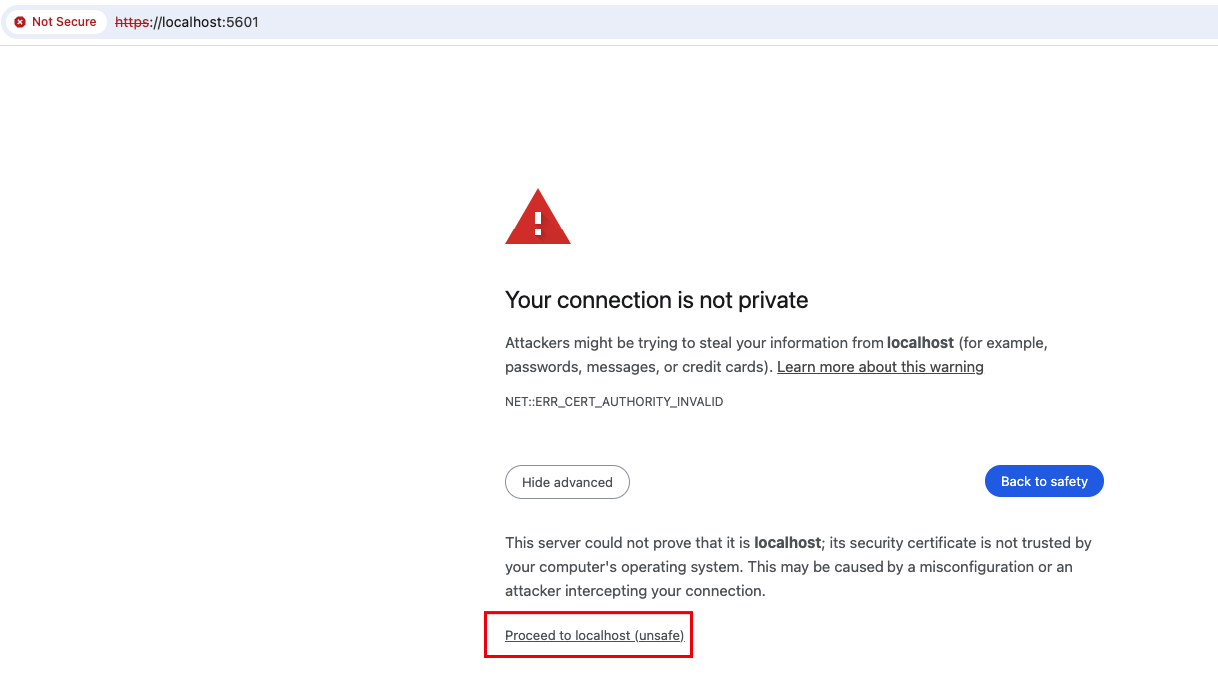 Not Secure https://localhost:5601
Your connection is not private
Attackers might be trying to steal your information from localhost (for example,
passwords, messages, or credit cards). Learn more about this warning
NET::ERR_CERT_AUTHORITY_INVALID
Hide advanced Back to safety
This server could not prove that it is localhost; its security certificate is not trusted by
your computer's operating system. This may be caused by a misconfiguration or an
attacker intercepting your connection.
Proceed to localhost (unsafe)